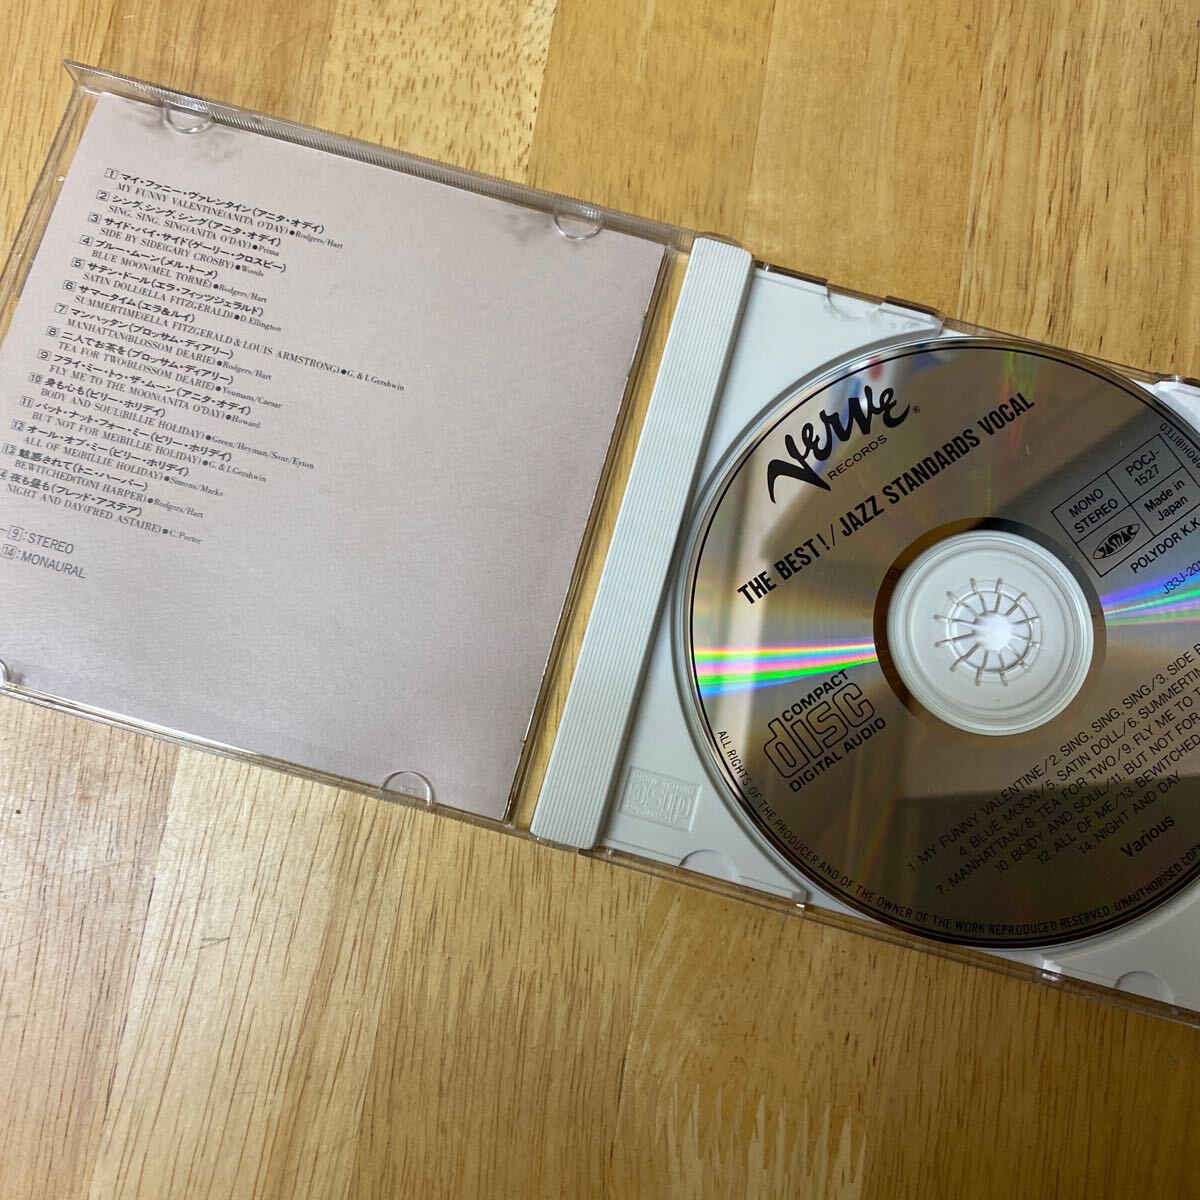 1 マイ・ファニー・ヴァレンタイン(アニタ・オデイ)
MY FUNNY VALENTINE(ANITA O'DAY)●Rodgers/Hart
2 シング、シング、シング(アニタ・オデイ)
SING, SING, SING(ANITA O'DAY)●Prima
3 サイド・バイ・サイド(ゲーリー・クロスビー)
SIDE BY SIDE(GARY CROSBY)●Woods
4 ブルー・ムーン(メル・トーメ)
BLUE MOON(MEL TORMÉ)●Rodgers/Hart
5 サテン・ドール(エラ・フィッツジェラルド)
SATIN DOLL(ELLA FITZGERALD)●D.Ellington
6 サマータイム(エラ&ルイ)
SUMMERTIME(ELLA FITZGERALD & LOUIS ARMSTRONG)●G. & I. Gershwin
7 マンハッタン(ブロッサム・ディアリー)
MANHATTAN(BLOSSOM DEARIE)●Rodgers/Hart
8 二人でお茶を(ブロッサム・ディアリー)
TEA FOR TWO(BLOSSOM DEARIE)●Youmans/Caesar
9 フライ・ミー・トゥ・ザ・ムーン(アニタ・オデイ)
FLY ME TO THE MOON(ANITA O'DAY)●Howard
10 身も心も(ビリー・ホリデイ)
BODY AND SOUL(BILLIE HOLIDAY)●Green/Heyman/Sour/Eyton
11 バット・ナット・フォー・ミー(ビリー・ホリデイ)
BUT NOT FOR ME(BILLIE HOLIDAY)●G. & I. Gershwin
12 オール・オブ・ミー(ビリー・ホリデイ)
ALL OF ME(BILLIE HOLIDAY)●Simons/Marks
13 魅惑されて(トニー・ハーパー)
BEWITCHED(TONI HARPER)●Rodgers/Hart
4 夜も昼も(フレッド・アステア)
NIGHT AND DAY(FRED ASTAIRE)●C. Porter
~9:STEREO
14:MONAURAL
Verve®
RECORDS
THE BEST! / JAZZ STANDARDS VOCAL
MONO
STEREO
POCJ-
1527
JASRAC
Made in
Japan
POLYDOR K.K
J33J-20
COMPACT
disc
DIGITAL AUDIO
1. MY FUNNY VALENTINE/2. SING, SING, SING/3. SIDE B
4. BLUE MOON/5. SATIN DOLL/6. SUMMERTIM
7. MANHATTAN/8. TEA FOR TWO/9. FLY ME TO
10. BODY AND SOUL/11. BUT NOT FOR
12. ALL OF ME/13. BEWITCHED
14. NIGHT AND DAY
Various
ALL RIGHTS OF THE PRODUCER AND OF THE OWNER OF THE WORK REPRODUCED RESERVED. UNAUTHORISED COP